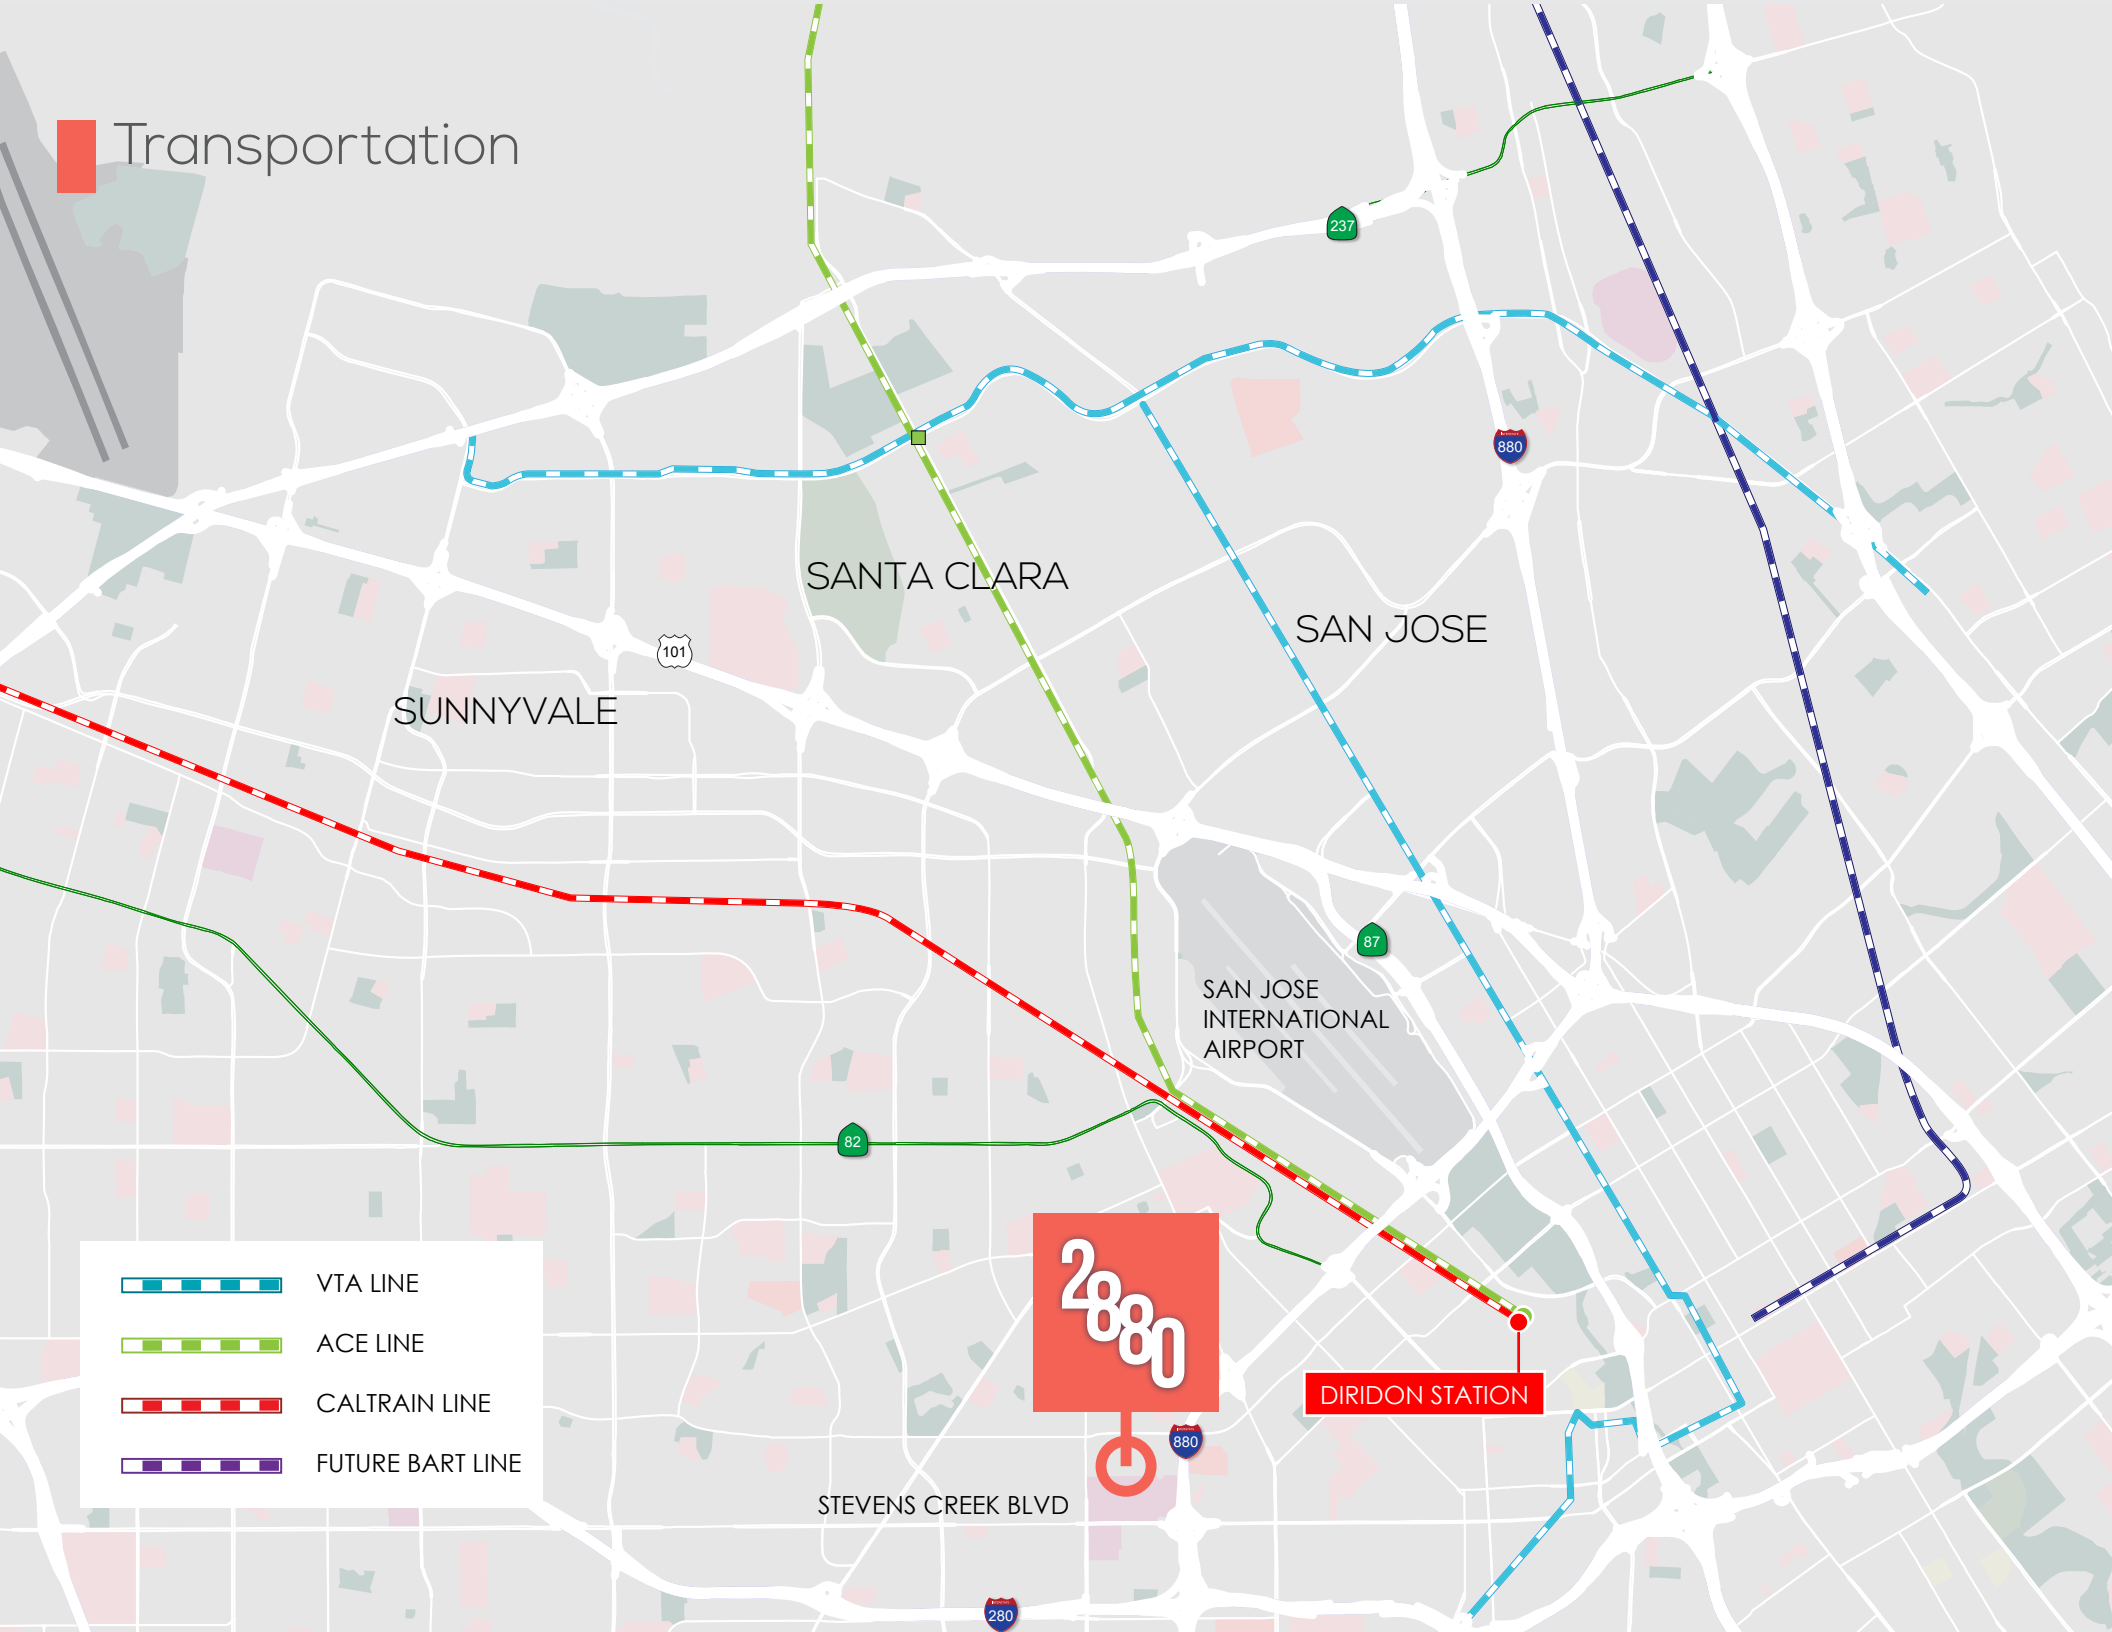 Transportation
237
880
SANTA CLARA
SAN JOSE
101
SUNNYVALE
87
SAN JOSE
INTERNATIONAL
AIRPORT
82
2880
VTA LINE
ACE LINE
CALTRAIN LINE
FUTURE BART LINE
DIRIDON STATION
880
STEVENS CREEK BLVD
280